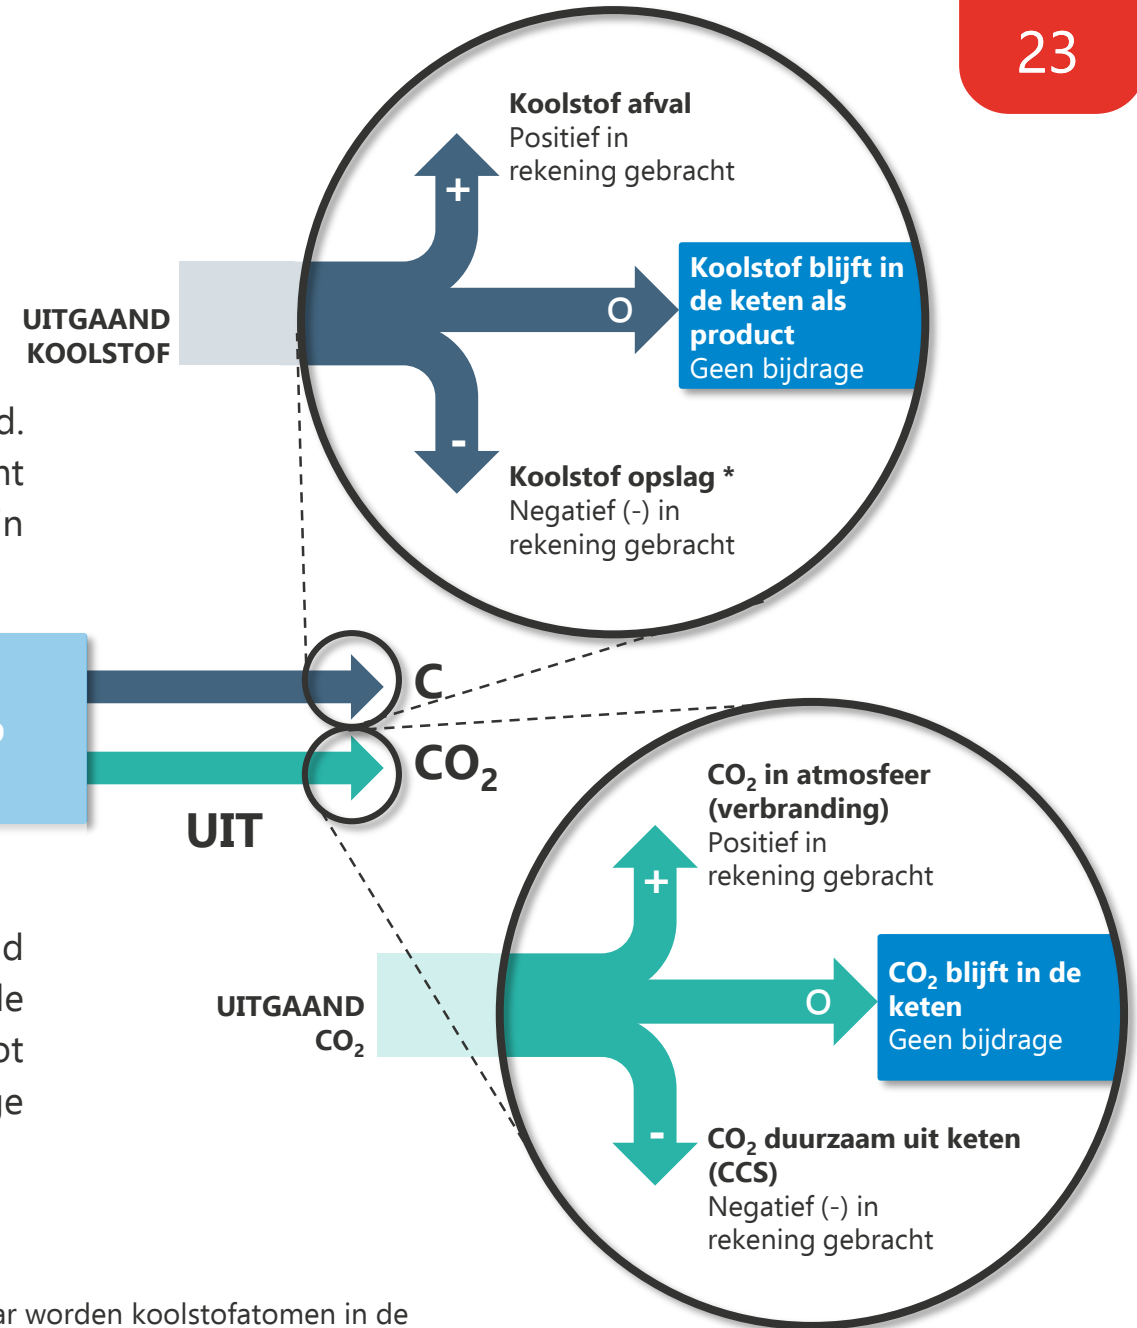 23
Koolstof afval
Positief in
rekening gebracht
+
O
Koolstof blijft in
de keten als
product
Geen bijdrage
UITGAAND
KOOLSTOF
-
Koolstof opslag *
Negatief (-) in
rekening gebracht
C
CO₂
UIT
CO₂ in atmosfeer
(verbranding)
Positief in
rekening gebracht
+
O
CO₂ blijft in de
keten
Geen bijdrage
UITGAAND
CO₂
-
CO₂ duurzaam uit keten
(CCS)
Negatief (-) in
rekening gebracht
worden koolstofatomen in de